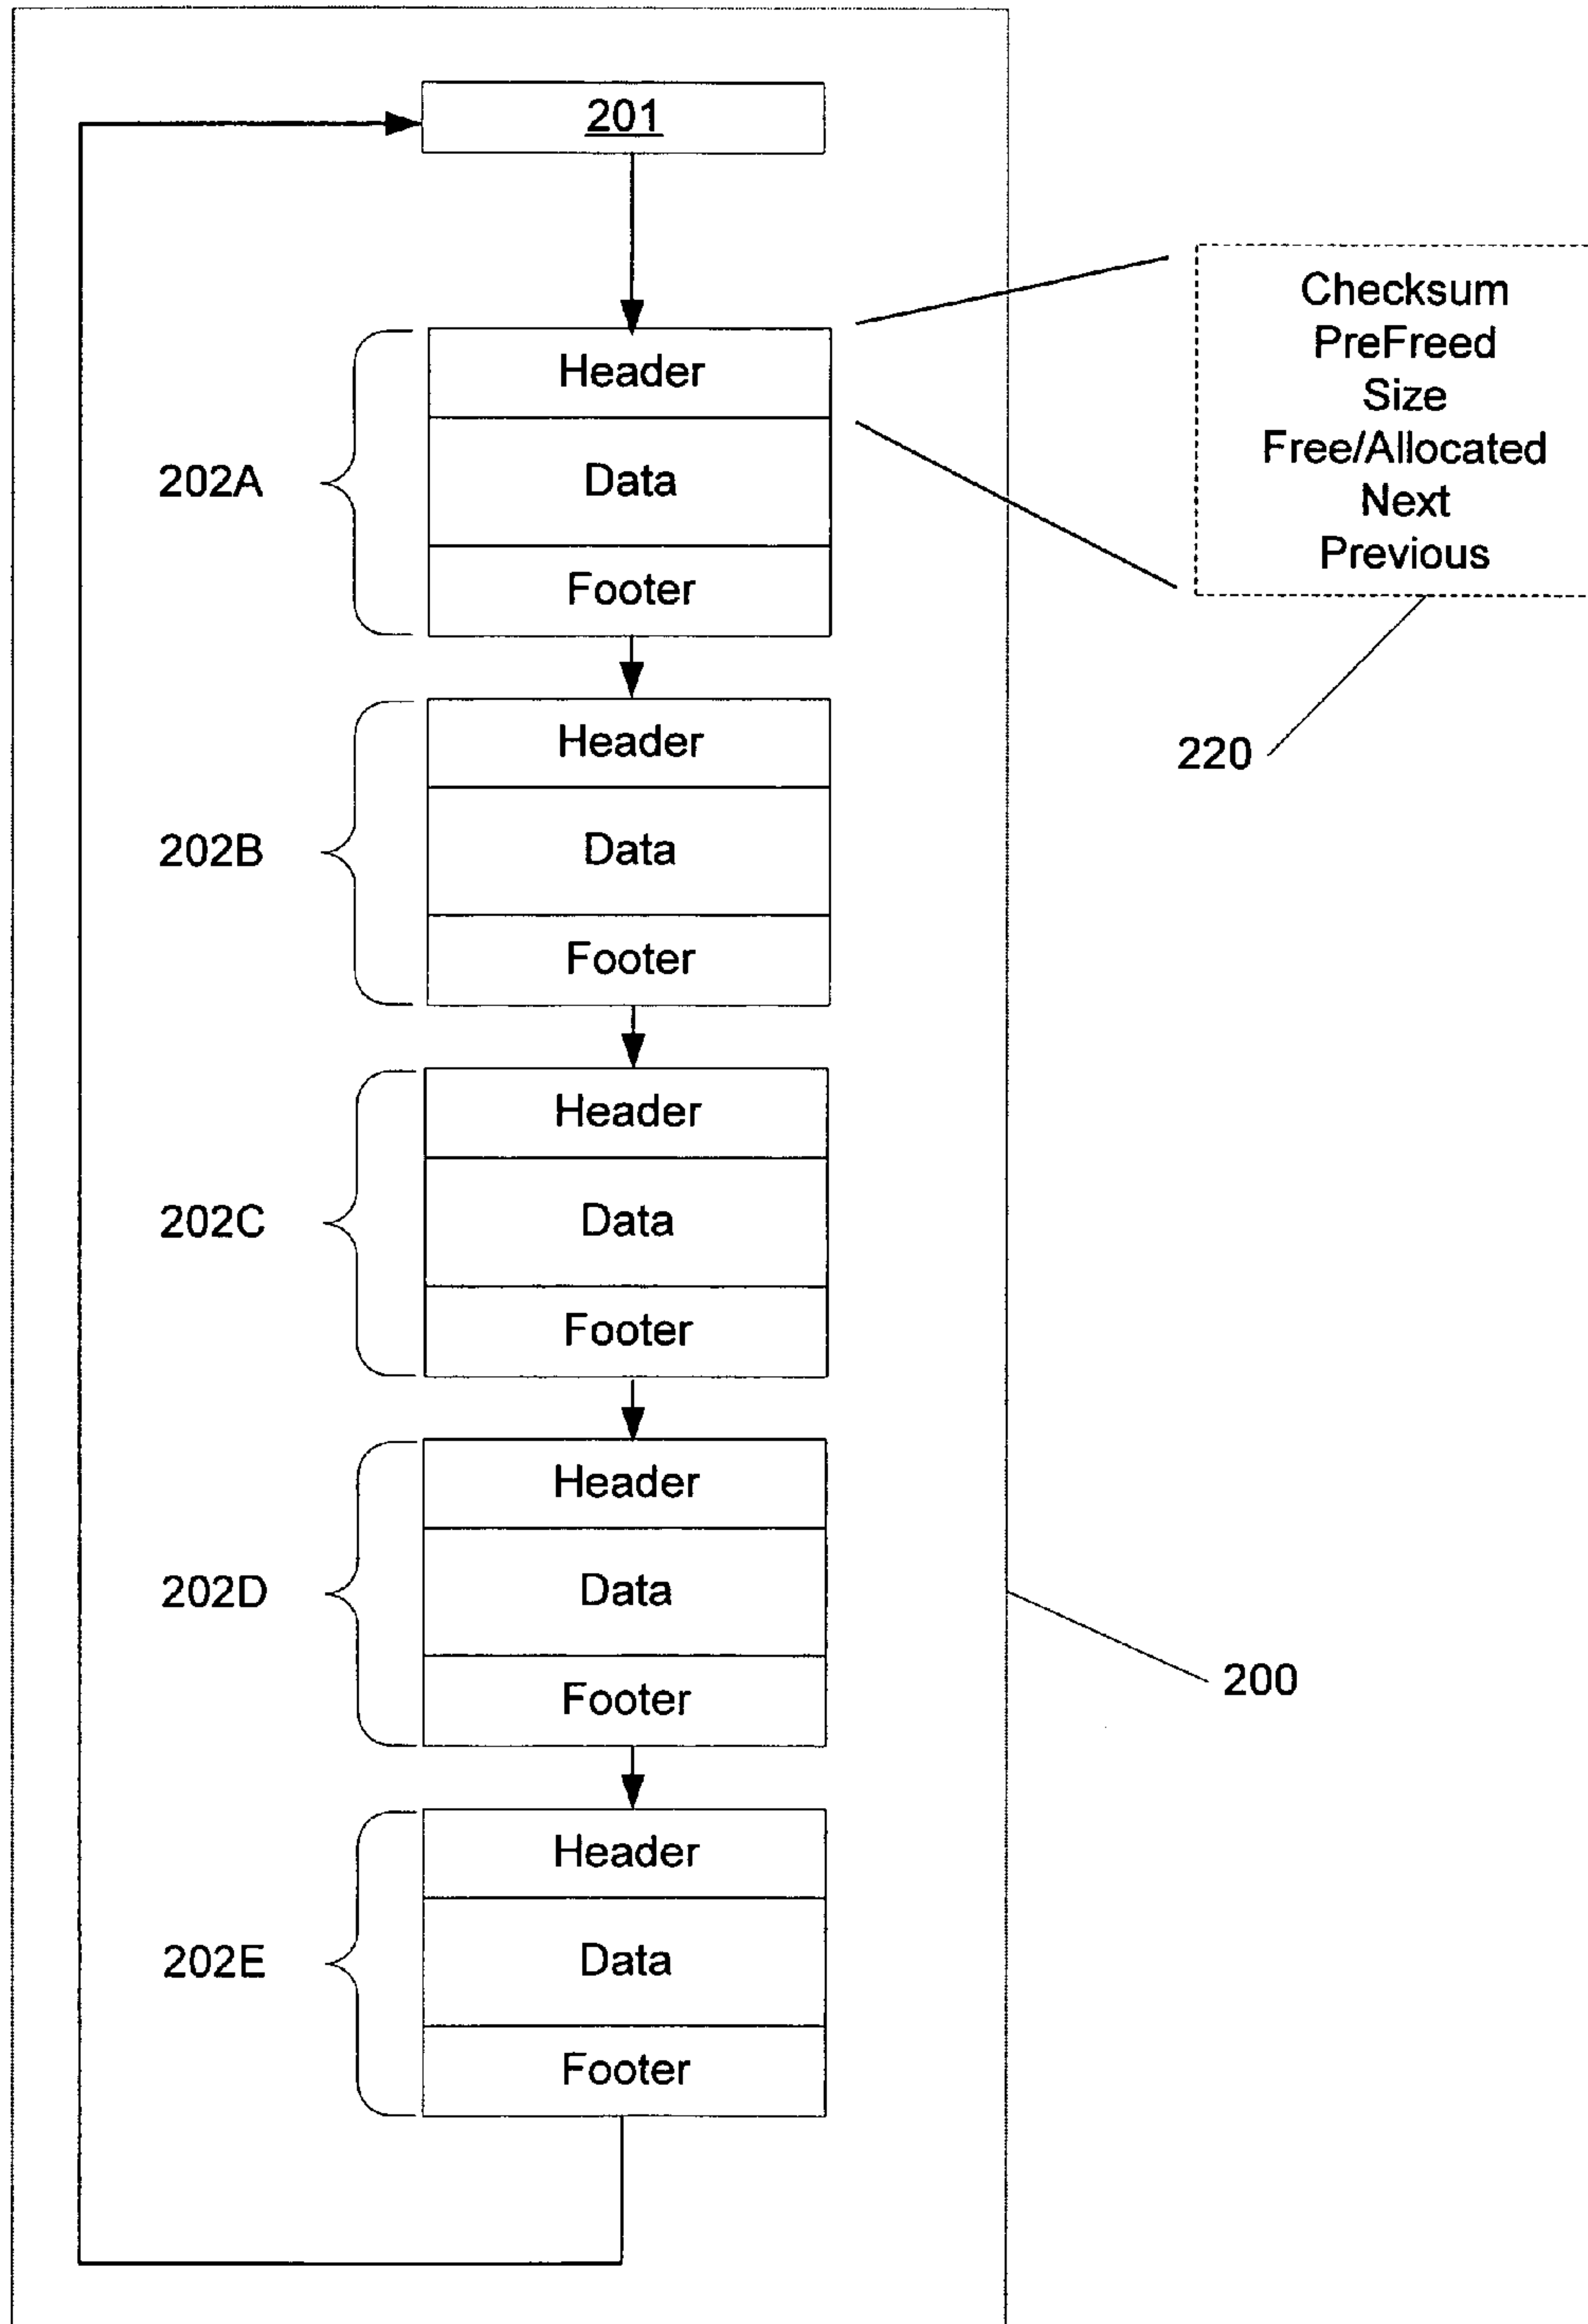 201
Checksum
PreFreed
Size
Free/Allocated
Next
Previous
220
202A
Header
Data
Footer
202B
Header
Data
Footer
202C
Header
Data
Footer
202D
Header
Data
Footer
200
202E
Header
Data
Footer